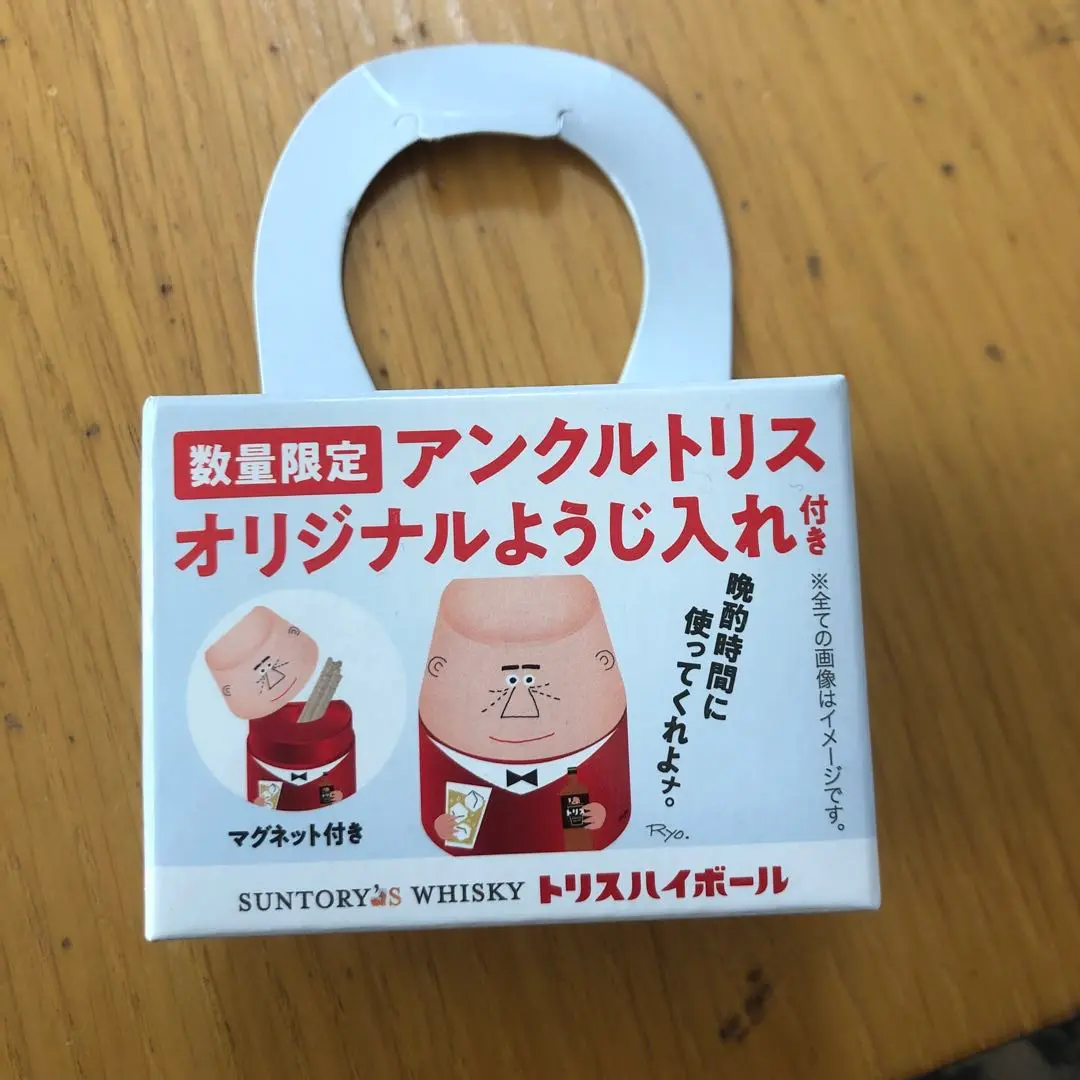 数量限定 アンクルトリス
オリジナルようじ入れ付き
晩酌時間に
使ってくれよナ。
※全ての画像はイメージです。
マグネット付き
トリス
Ryo.
SUNTORY'S WHISKY トリスハイボール